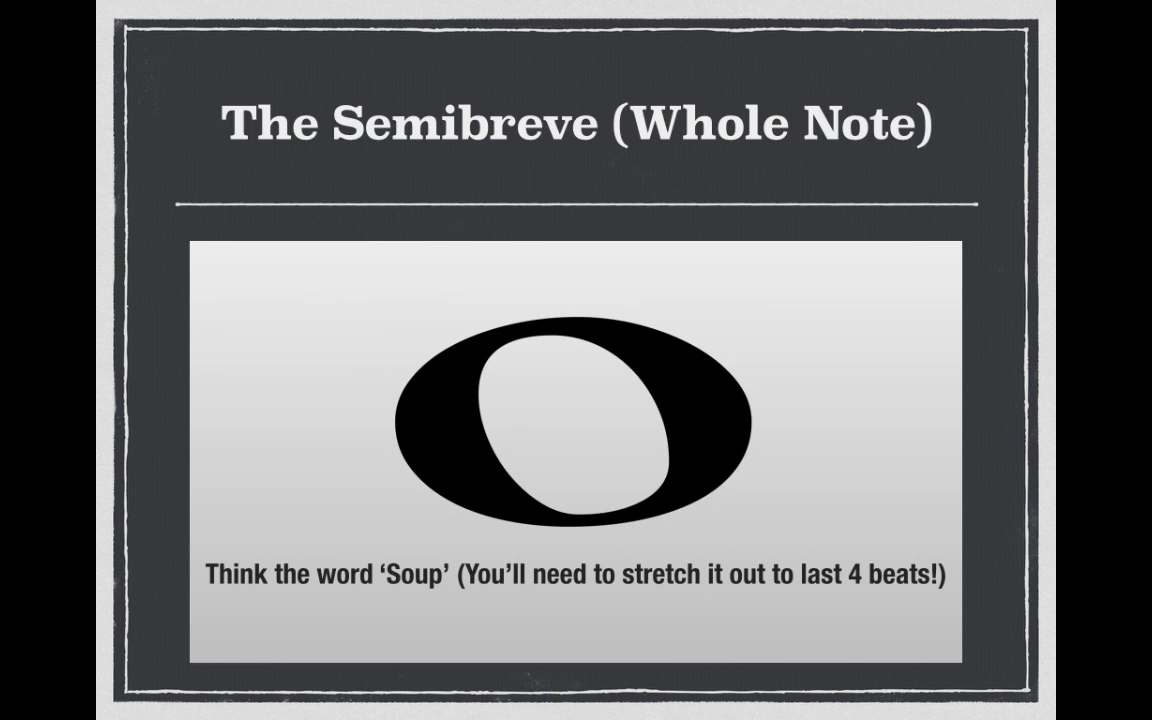 The Semibreve (Whole Note)
Think the word ‘Soup’ (You’ll need to stretch it out to last 4 beats!)